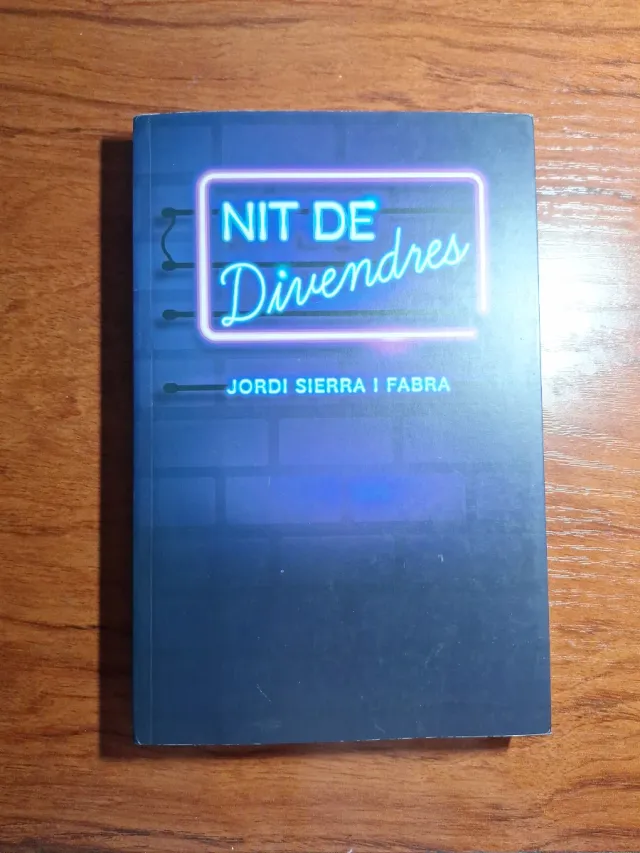 NIT DE
Divendres
JORDI SIERRA I FABRA